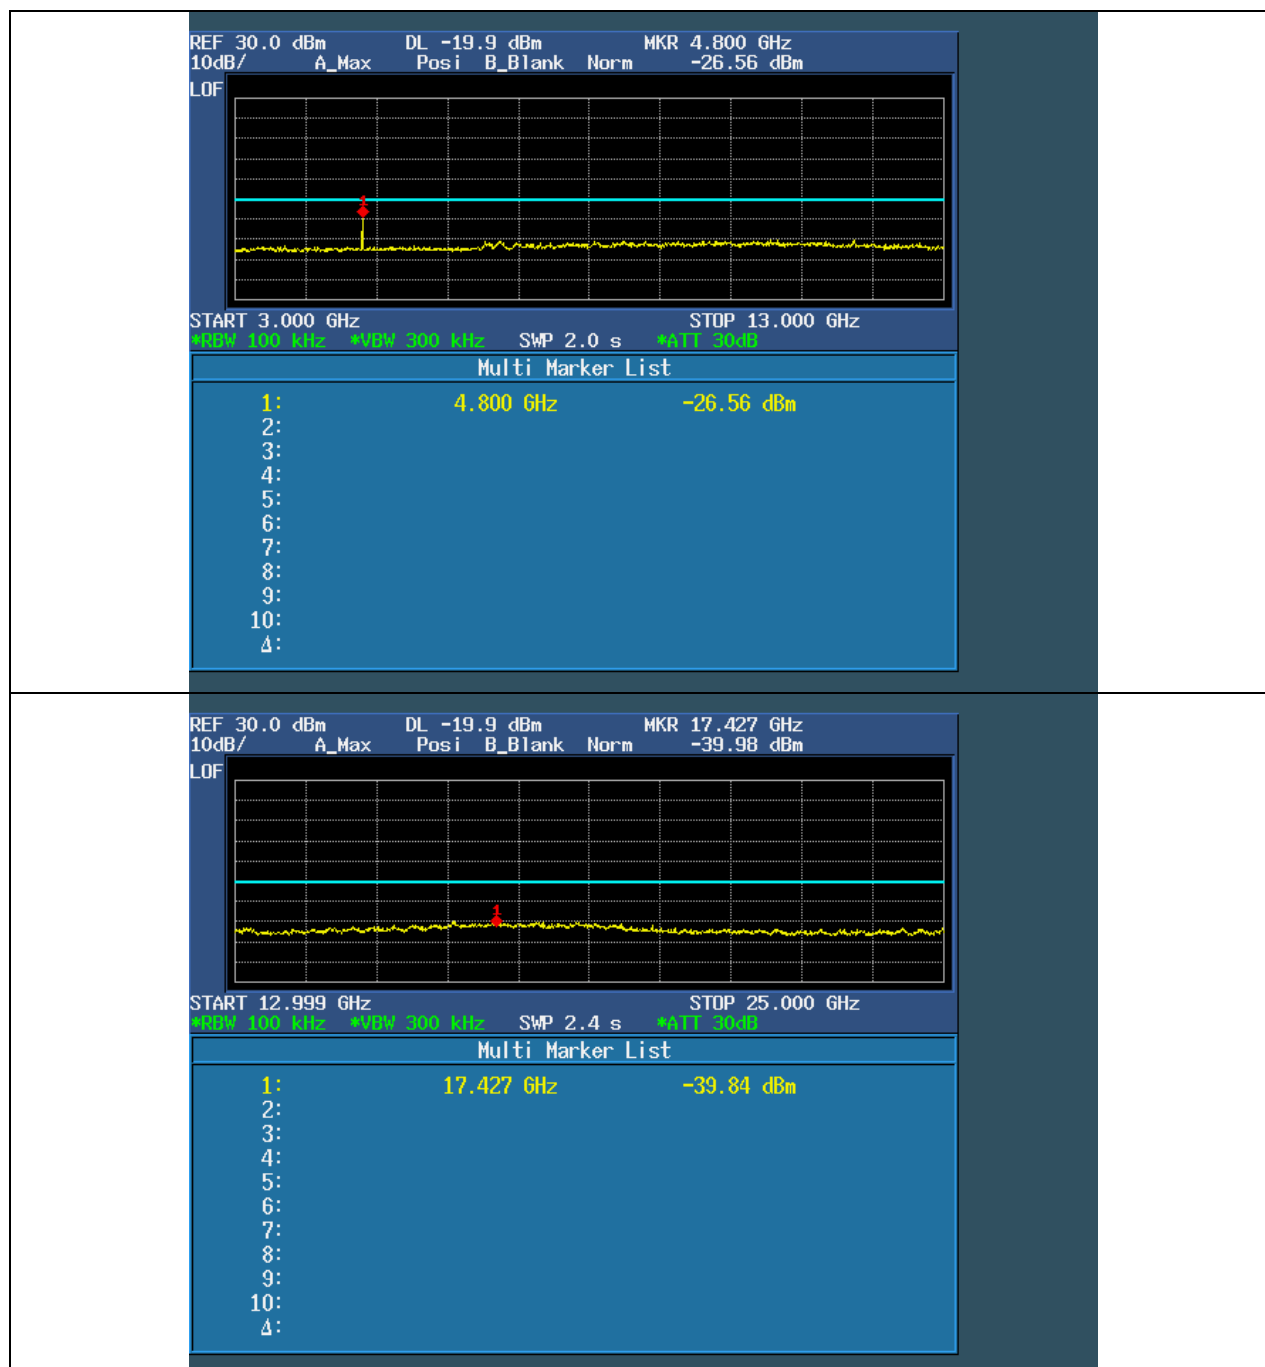 REF 30.0 dBm DL -19.9 dBm MKR 4.800 GHz
10dB/ A_Max Posi B_Blank Norm -26.56 dBm
LOF
1
START 3.000 GHz STOP 13.000 GHz
*RBW 100 kHz *VBW 300 kHz SWP 2.0 s *ATT 30dB
Multi Marker List
1: 4.800 GHz -26.56 dBm
2:
3:
4:
5:
6:
7:
8:
9:
10:
Δ:
REF 30.0 dBm DL -19.9 dBm MKR 17.427 GHz
10dB/ A_Max Posi B_Blank Norm -39.98 dBm
LOF
1
START 12.999 GHz STOP 25.000 GHz
*RBW 100 kHz *VBW 300 kHz SWP 2.4 s *ATT 30dB
Multi Marker List
1: 17.427 GHz -39.84 dBm
2:
3:
4:
5:
6:
7:
8:
9:
10:
Δ: